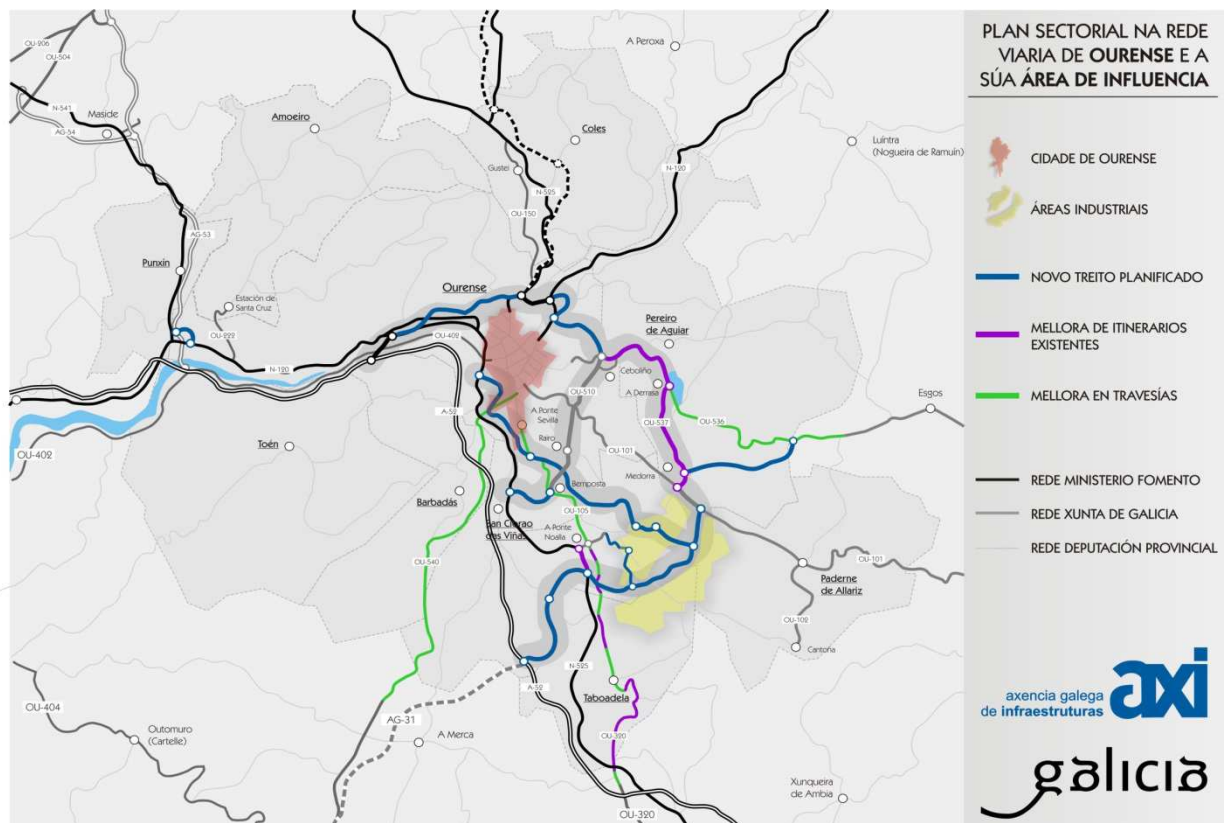 OU-206
OU-504
N-541
Maside
AG-54
Amoeiro
A Peroxa
Coles
Gustei
N-525
OU-150
N-120
Luíntra
(Nogueira de Ramuín)
AG-53
Punxín
Estación de
Santa Cruz
OU-222
N-120
Ourense
OU-402
Pereiro
de Aguiar
Ceboliño
OU-510
A Derrasa
A-52
A Ponte
Sevilla
OU-537
OU-536
Esgos
Rairo
OU-101
OU-402
Toén
Medorra
Barbadás
Bemposta
San Cibrao
das Viñas
OU-105
A Ponte
Noalla
OU-540
Paderne
de Allariz
OU-101
OU-102
Cantoña
N-525
A-52
Taboadela
OU-404
AG-31
OU-320
Outomuro
(Cartelle)
A Merca
Xunqueira
de Ambía
OU-320
PLAN SECTORIAL NA REDE
VIARIA DE OURENSE E A
SÚA ÁREA DE INFLUENCIA
CIDADE DE OURENSE
ÁREAS INDUSTRIAIS
NOVO TREITO PLANIFICADO
MELLORA DE ITINERARIOS
EXISTENTES
MELLORA EN TRAVESÍAS
REDE MINISTERIO FOMENTO
REDE XUNTA DE GALICIA
REDE DEPUTACIÓN PROVINCIAL
axencia galega
de infraestruturas
axi
galicia